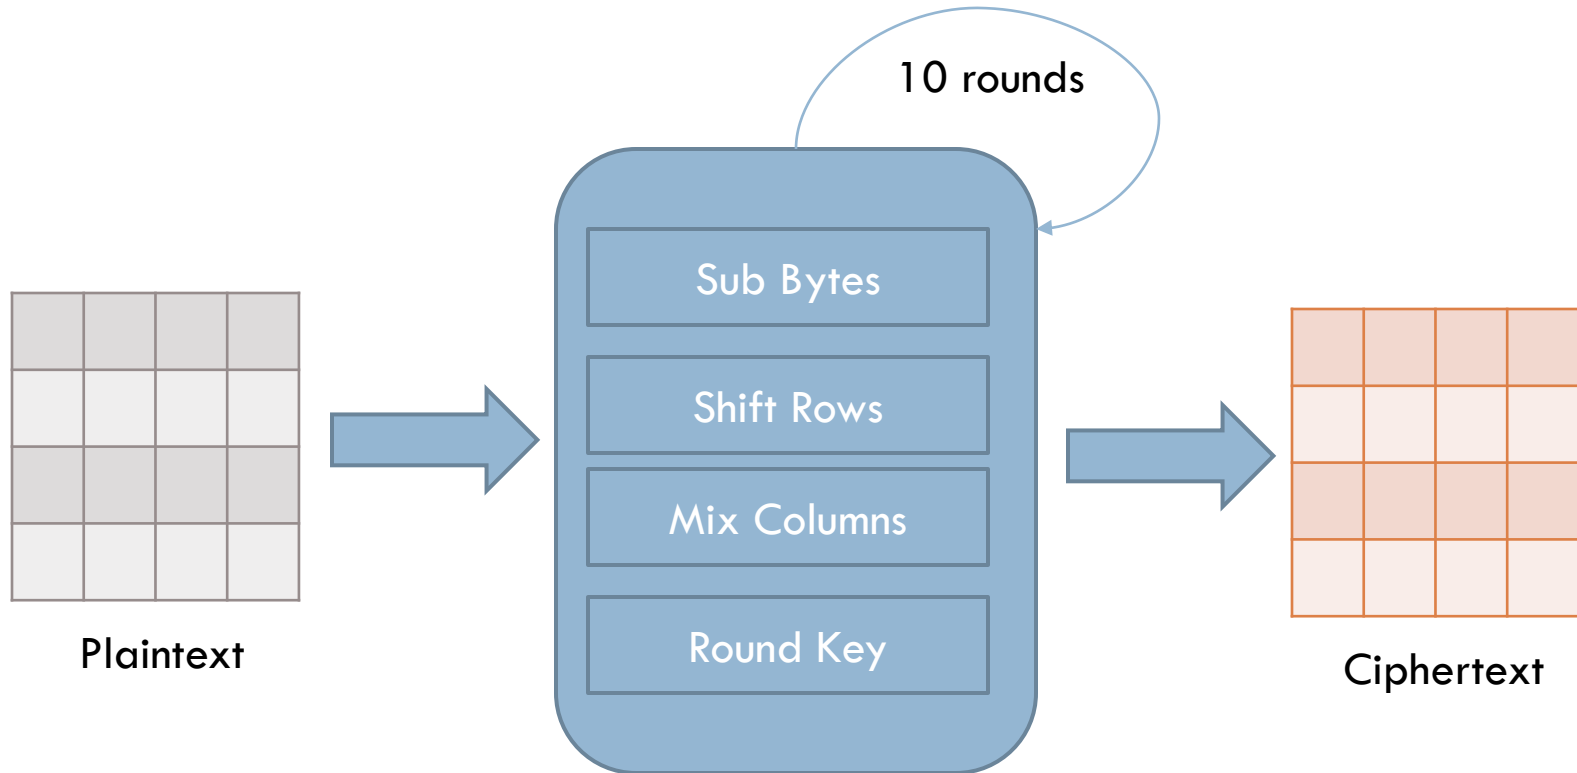 10 rounds
Sub Bytes
Shift Rows
Mix Columns
Round Key
Plaintext
Ciphertext